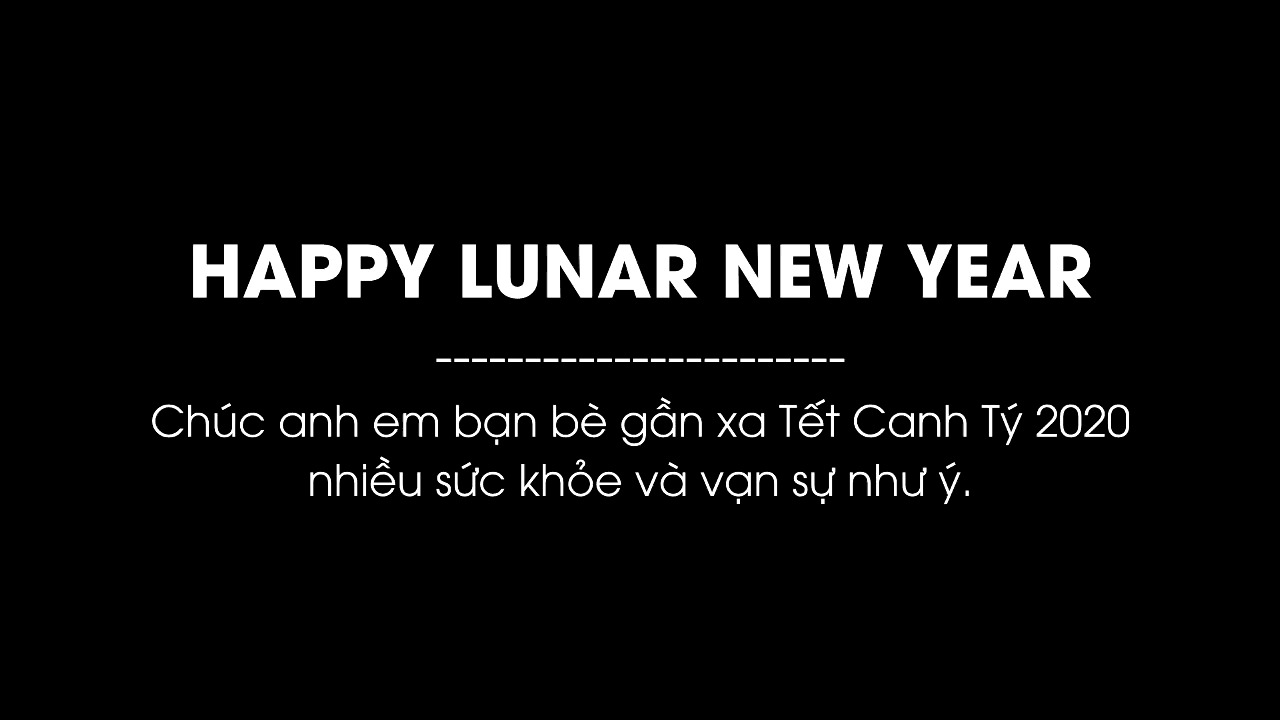 HAPPY LUNAR NEW YEAR
-----------------------
Chúc anh em bạn bè gần xa Tết Canh Tý 2020
nhiều sức khỏe và vạn sự như ý.